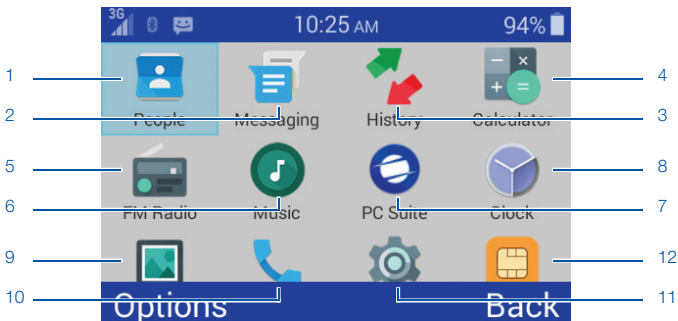 3G 10:25 AM 94%
1 4
2 3
People Messaging History Calculator
5 8
6 7
FM Radio Music PC Suite Clock
9 12
10 11
Options Back